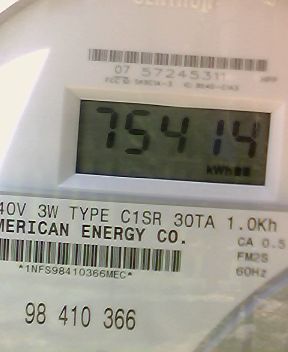 07 57245311
75414
kWh
40V 3W TYPE C1SR 30TA 1.0Kh
MERICAN ENERGY CO.
CA 0.5
*1NFS98410366MEC*
FM2S
60Hz
98 410 366